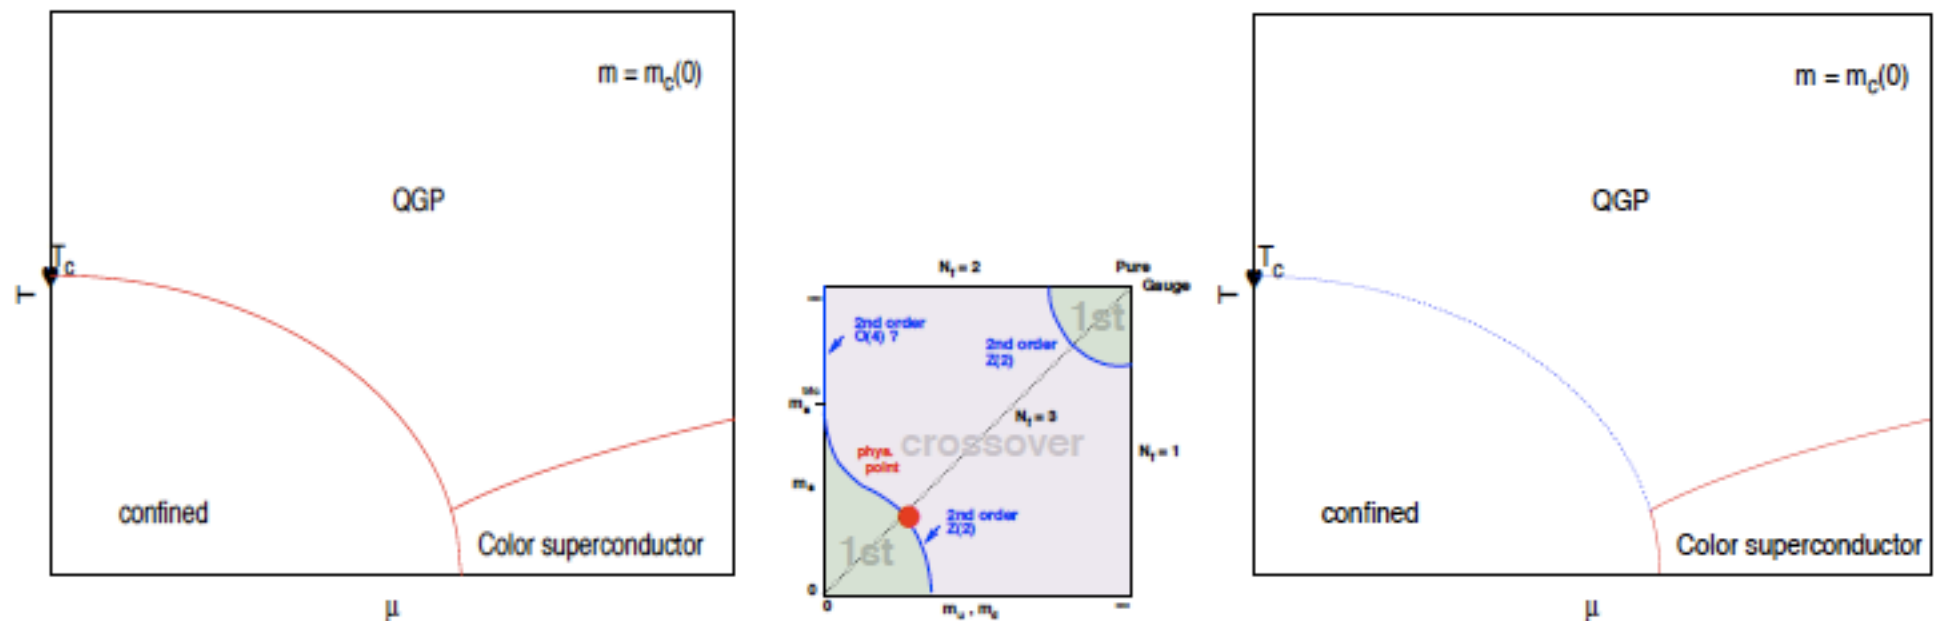 m = m_c(0)
QGP
T_c
T
confined
Color superconductor
μ
N_f = 2
Pure
Gauge
1st
2nd order
O(4) ?
2nd order
Z(2)
m_s
N_f = 3
crossover
phys.
point
N_f = 1
m_s
2nd order
Z(2)
1st
0
0
m_u , m_d
∞
m = m_c(0)
QGP
T_c
T
confined
Color superconductor
μ